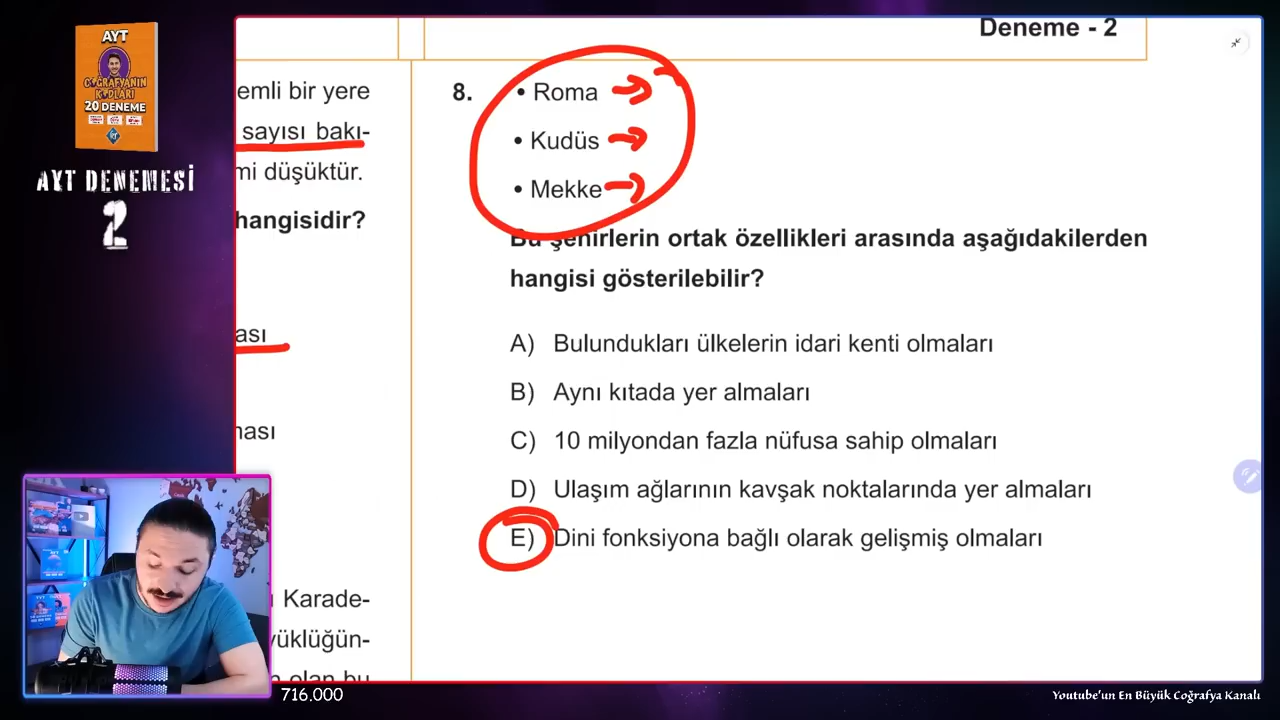 Deneme - 2
AYT
COĞRAFYANIN
KODLARI
20 DENEME
AYT DENEMESİ
2
emli bir yere
sayısı bakı-
mi düşüktür.
hangisidir?
ası
ması
Karade-
yüklüğün-
olan bu
8.
• Roma
• Kudüs
• Mekke
Bu şehirlerin ortak özellikleri arasında aşağıdakilerden
hangisi gösterilebilir?
A) Bulundukları ülkelerin idari kenti olmaları
B) Aynı kıtada yer almaları
C) 10 milyondan fazla nüfusa sahip olmaları
D) Ulaşım ağlarının kavşak noktalarında yer almaları
E) Dini fonksiyona bağlı olarak gelişmiş olmaları
716.000
Youtube'un En Büyük Coğrafya Kanalı